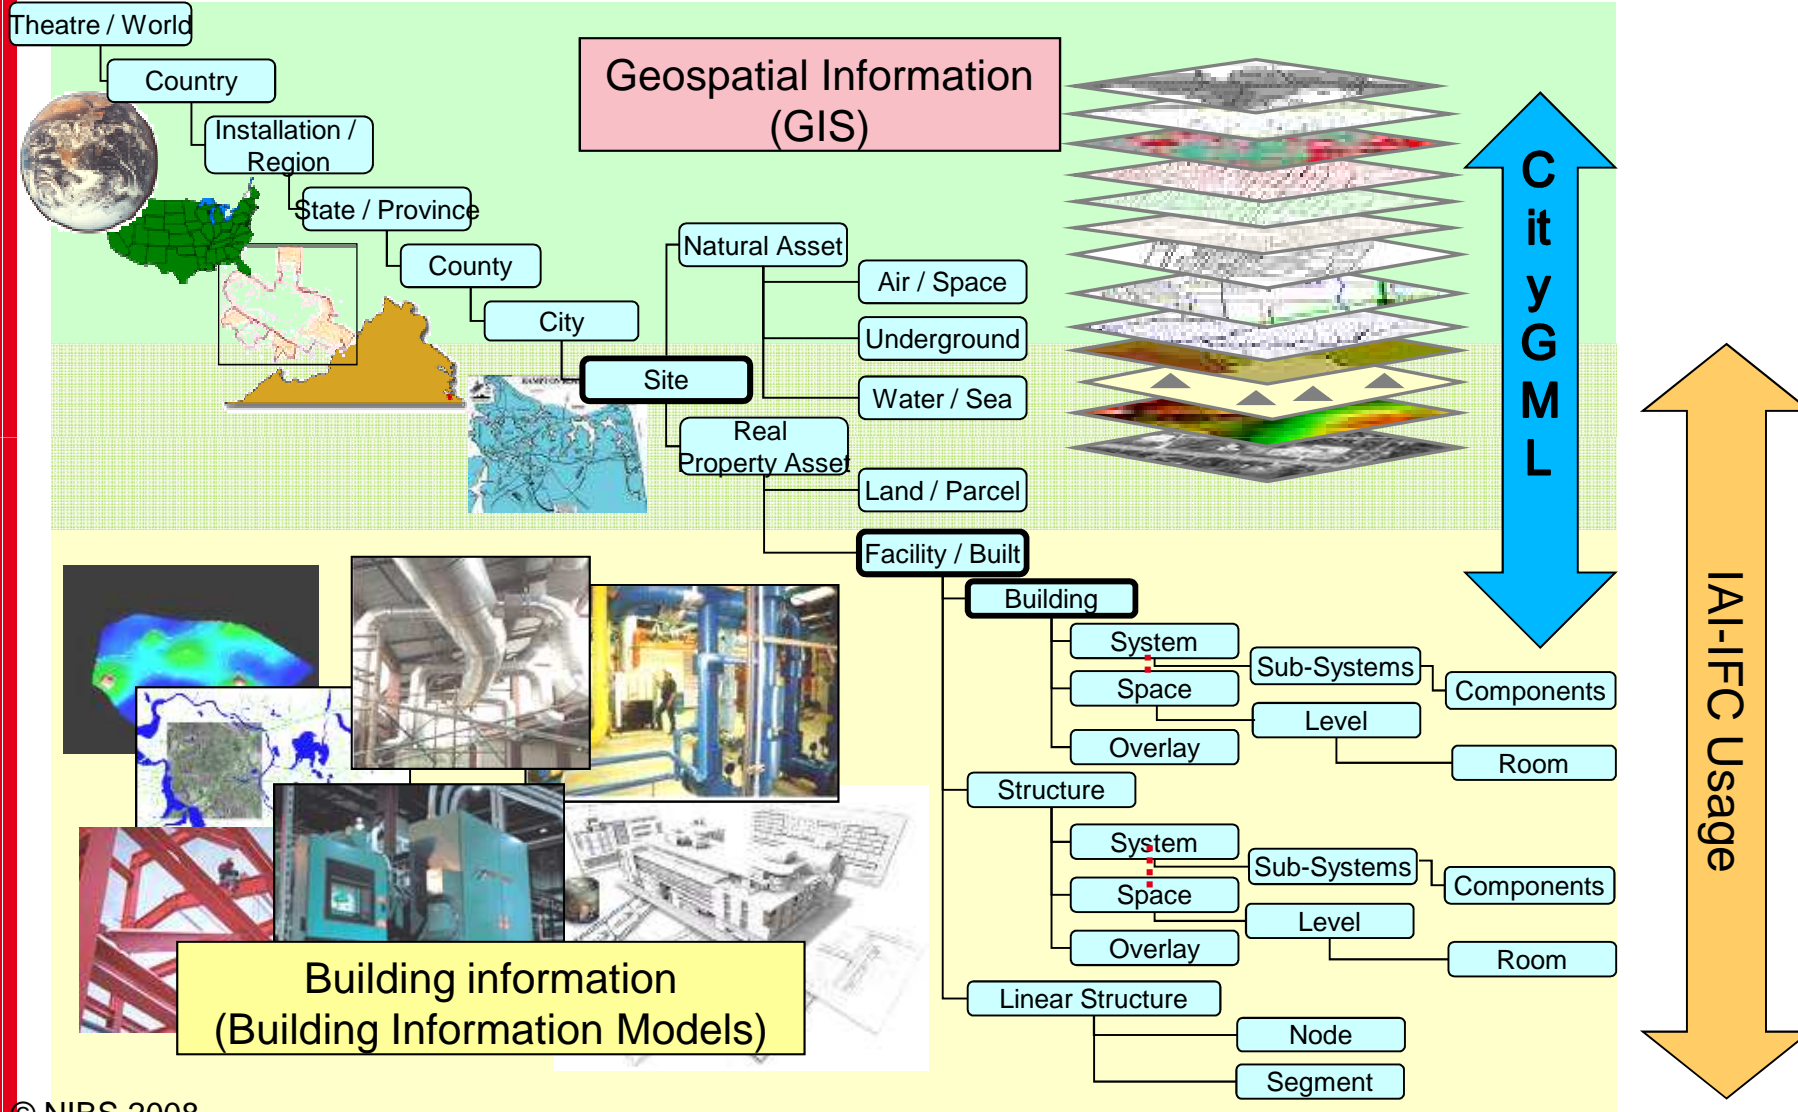 Theatre / World
Country
Installation /
Region
State / Province
County
City
Site
Geospatial Information
(GIS)
Natural Asset
Air / Space
Underground
Water / Sea
Real
Property Asset
Land / Parcel
Facility / Built
Building
System
Sub-Systems
Components
Space
Level
Room
Overlay
Structure
System
Sub-Systems
Components
Space
Level
Room
Overlay
Linear Structure
Node
Segment
C
it
y
G
M
L
IAI-IFC Usage
Building information
(Building Information Models)
© NIBS 2008